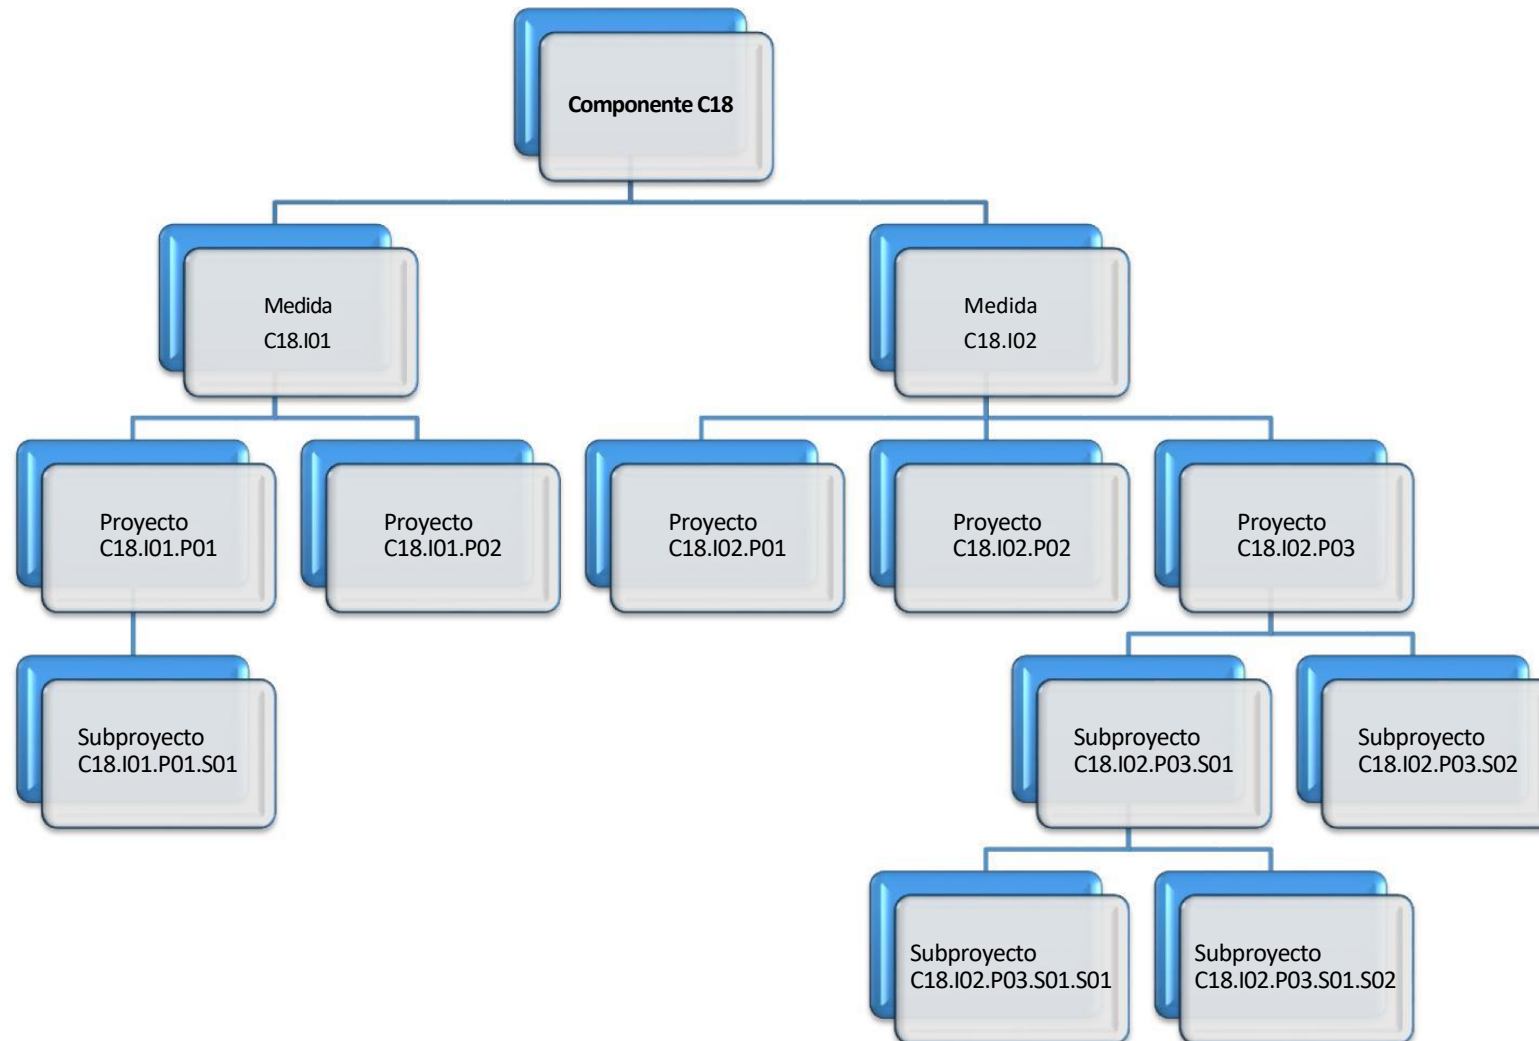 Componente C18
Medida
C18.I01
Medida
C18.I02
Proyecto
C18.I01.P01
Proyecto
C18.I01.P02
Proyecto
C18.I02.P01
Proyecto
C18.I02.P02
Proyecto
C18.I02.P03
Subproyecto
C18.I01.P01.S01
Subproyecto
C18.I02.P03.S01
Subproyecto
C18.I02.P03.S02
Subproyecto
C18.I02.P03.S01.S01
Subproyecto
C18.I02.P03.S01.S02